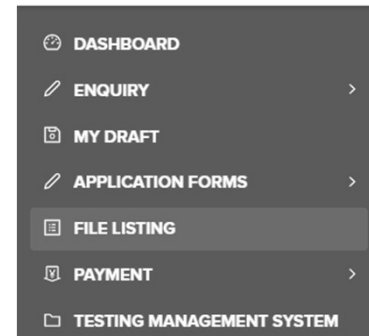 DASHBOARD
ENQUIRY
MY DRAFT
APPLICATION FORMS
FILE LISTING
PAYMENT
TESTING MANAGEMENT SYSTEM